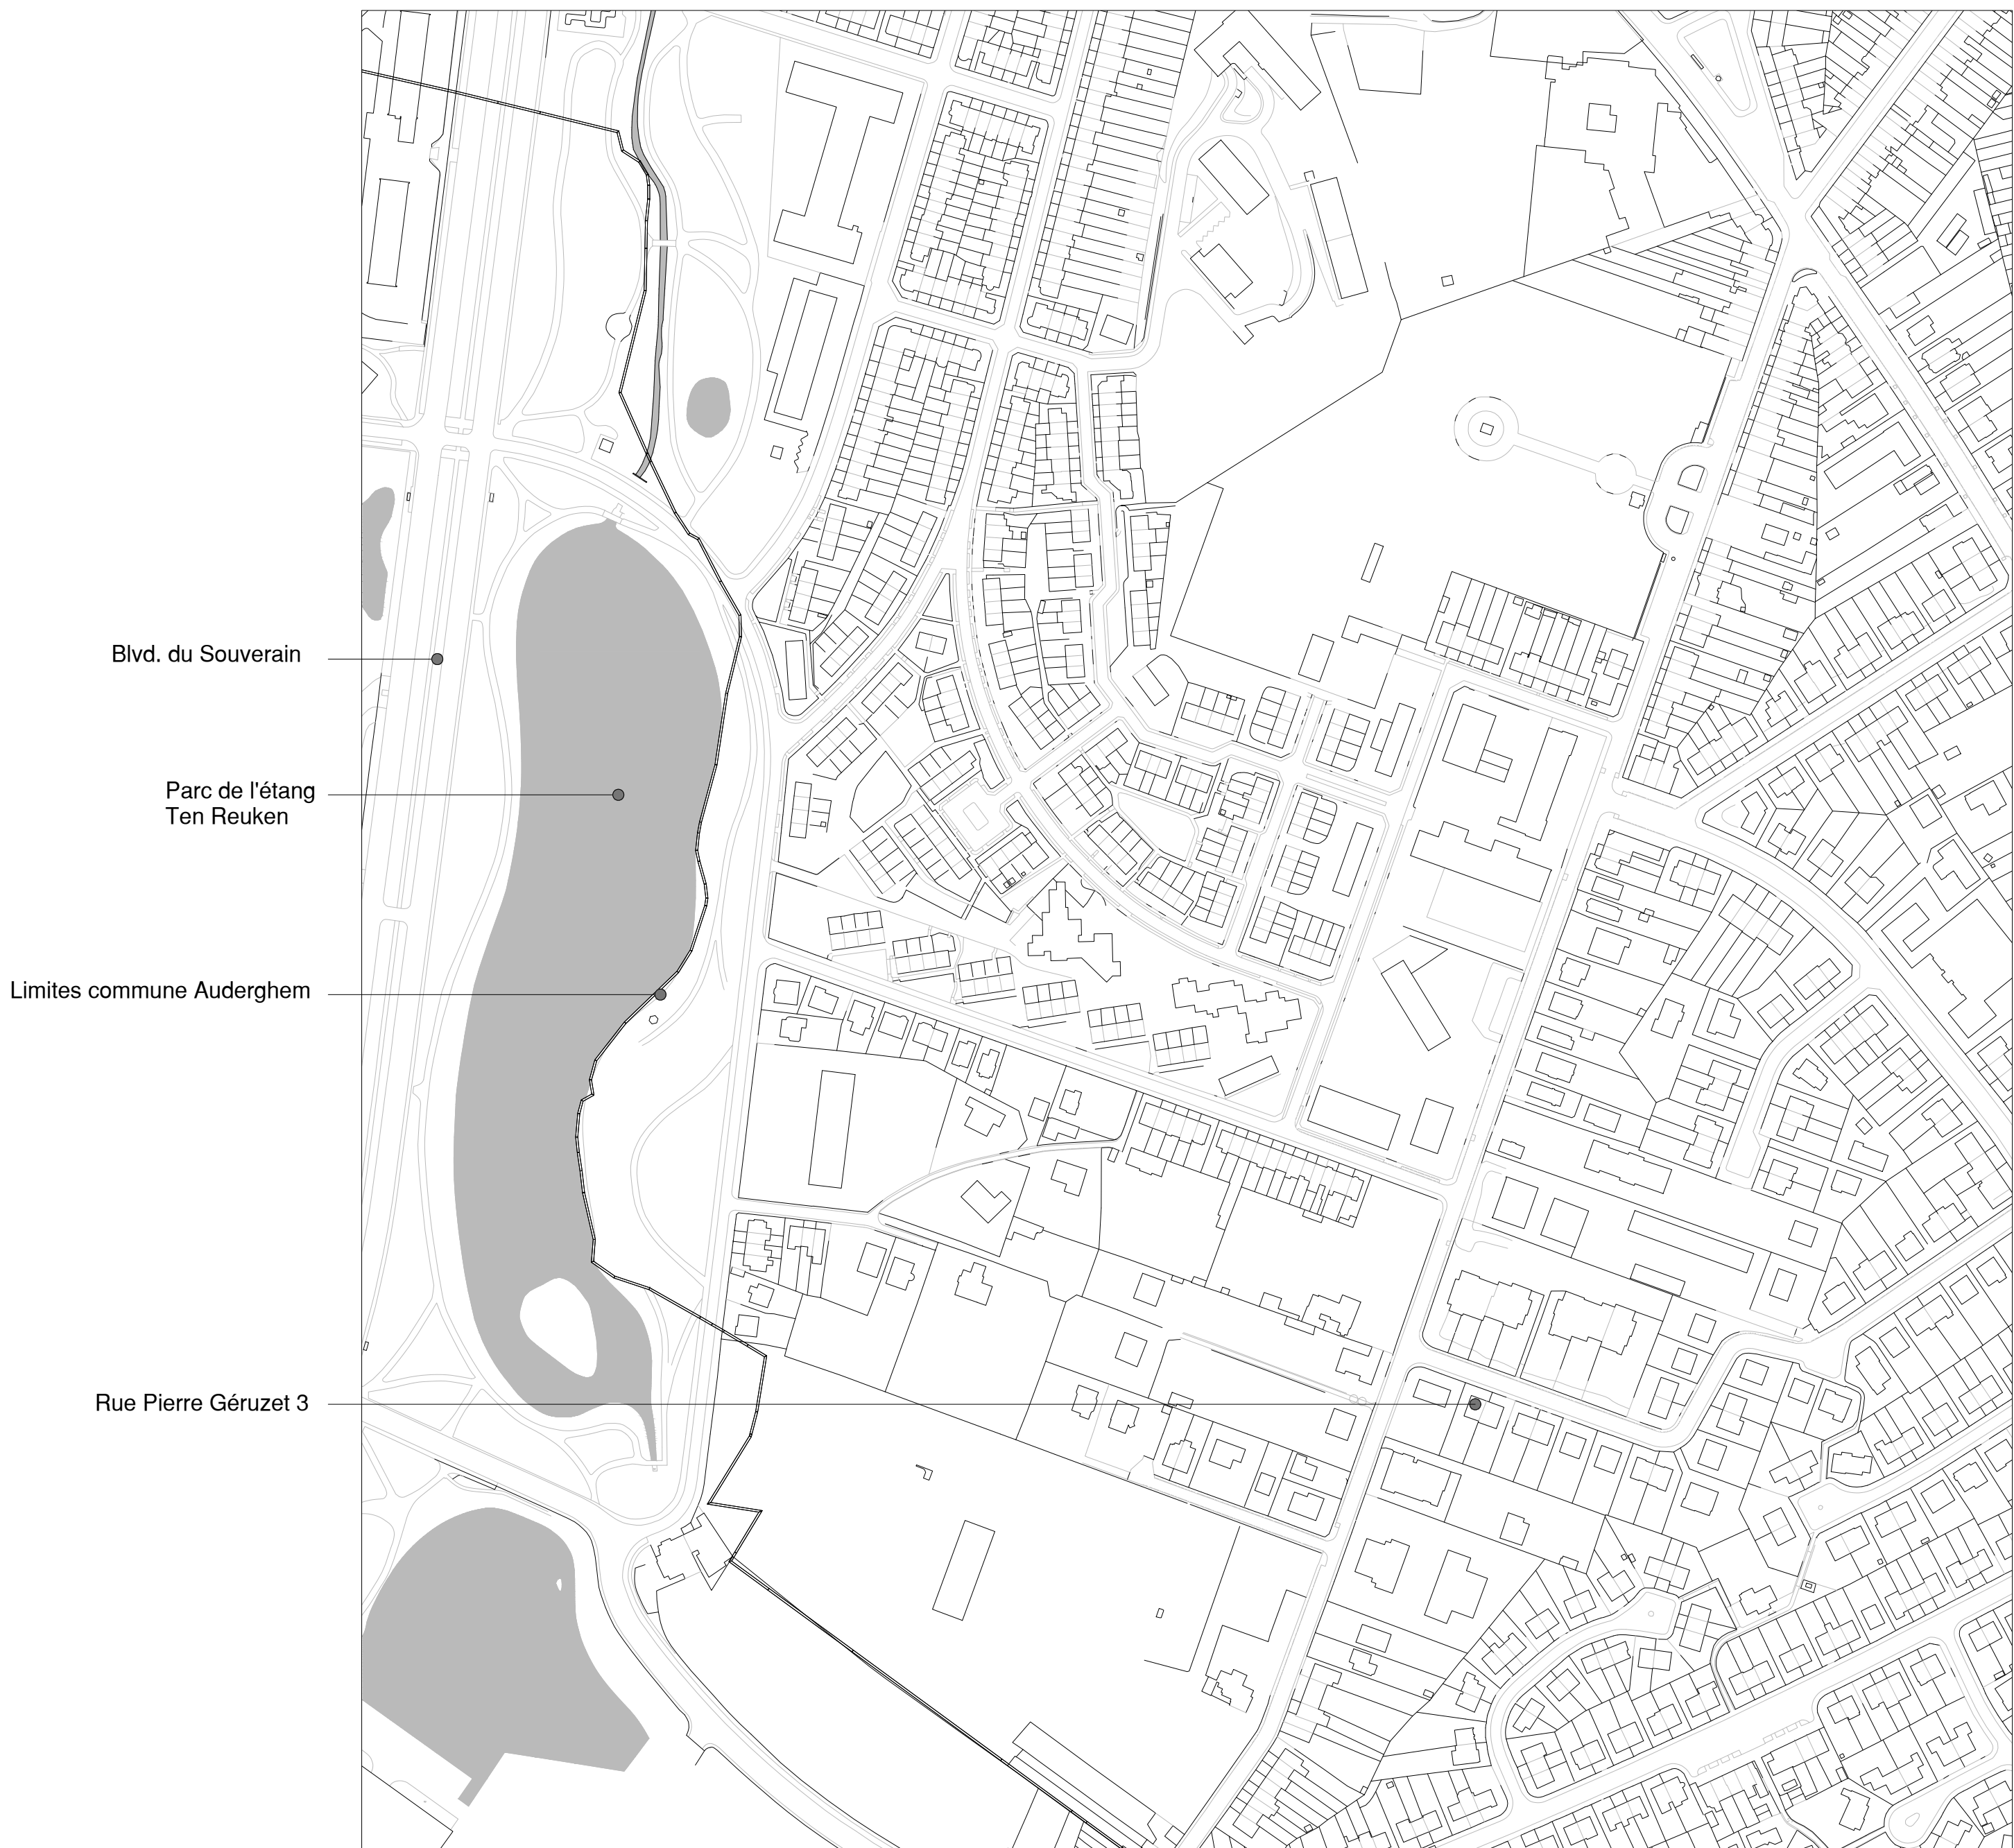 Blvd. du Souverain
Parc de l'étang
Ten Reuken
Limites commune Auderghem
Rue Pierre Géruzet 3